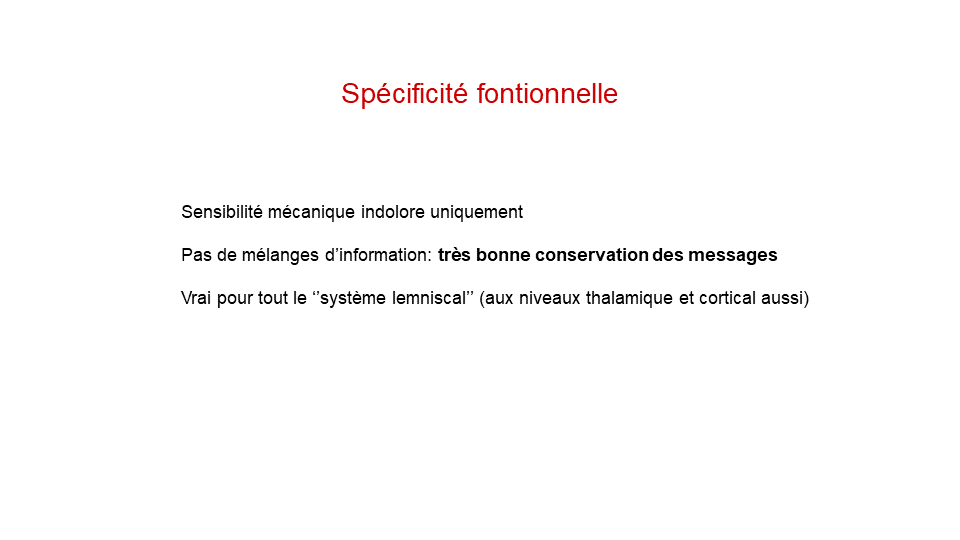 Spécificité fontionnelle
Sensibilité mécanique indolore uniquement
Pas de mélanges d’information: très bonne conservation des messages
Vrai pour tout le ‘’système lemniscal’’ (aux niveaux thalamique et cortical aussi)